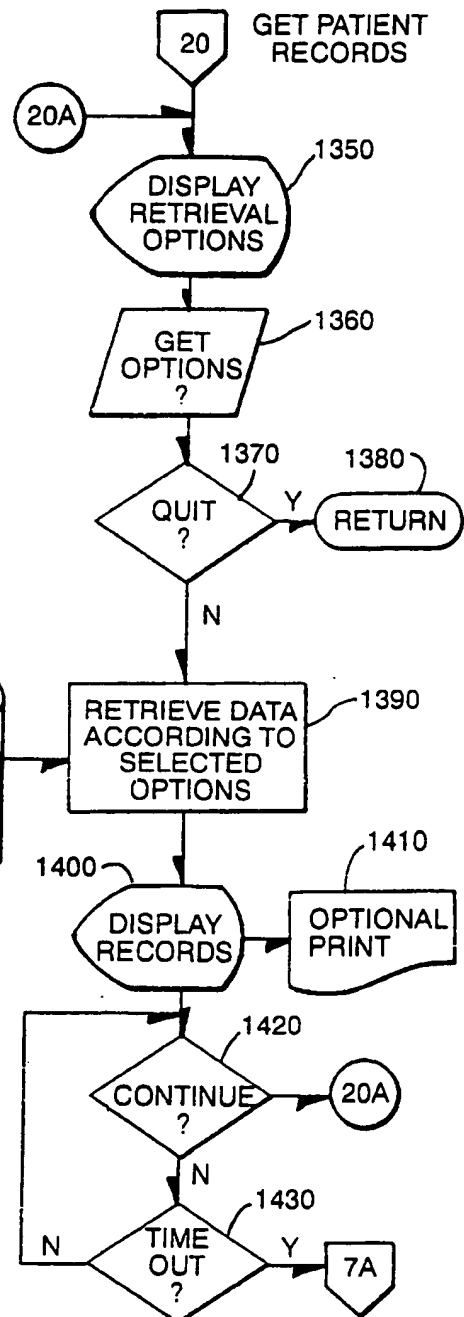 20
GET PATIENT
RECORDS
20A
1350
DISPLAY
RETRIEVAL
OPTIONS
1360
GET
OPTIONS
?
1370
QUIT
?
Y
1380
RETURN
N
1390
RETRIEVE DATA
ACCORDING TO
SELECTED
OPTIONS
1400
DISPLAY
RECORDS
1410
OPTIONAL
PRINT
1420
CONTINUE
?
20A
N
1430
TIME
OUT
?
N
Y
7A